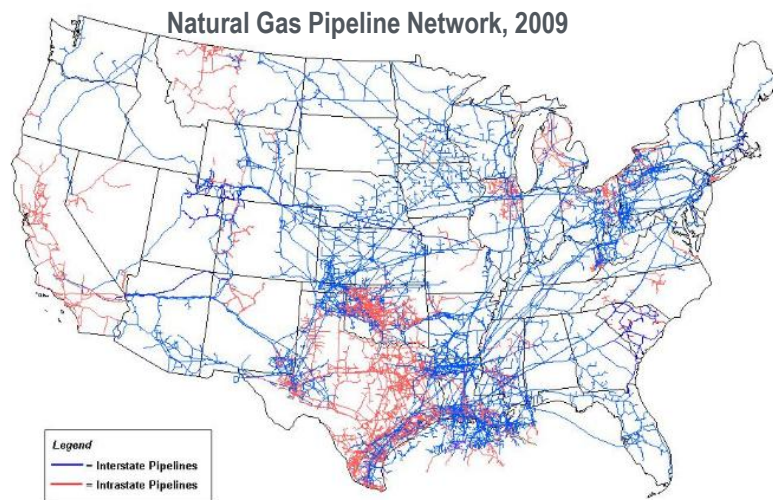 Natural Gas Pipeline Network, 2009
Legend
= Interstate Pipelines
= Intrastate Pipelines